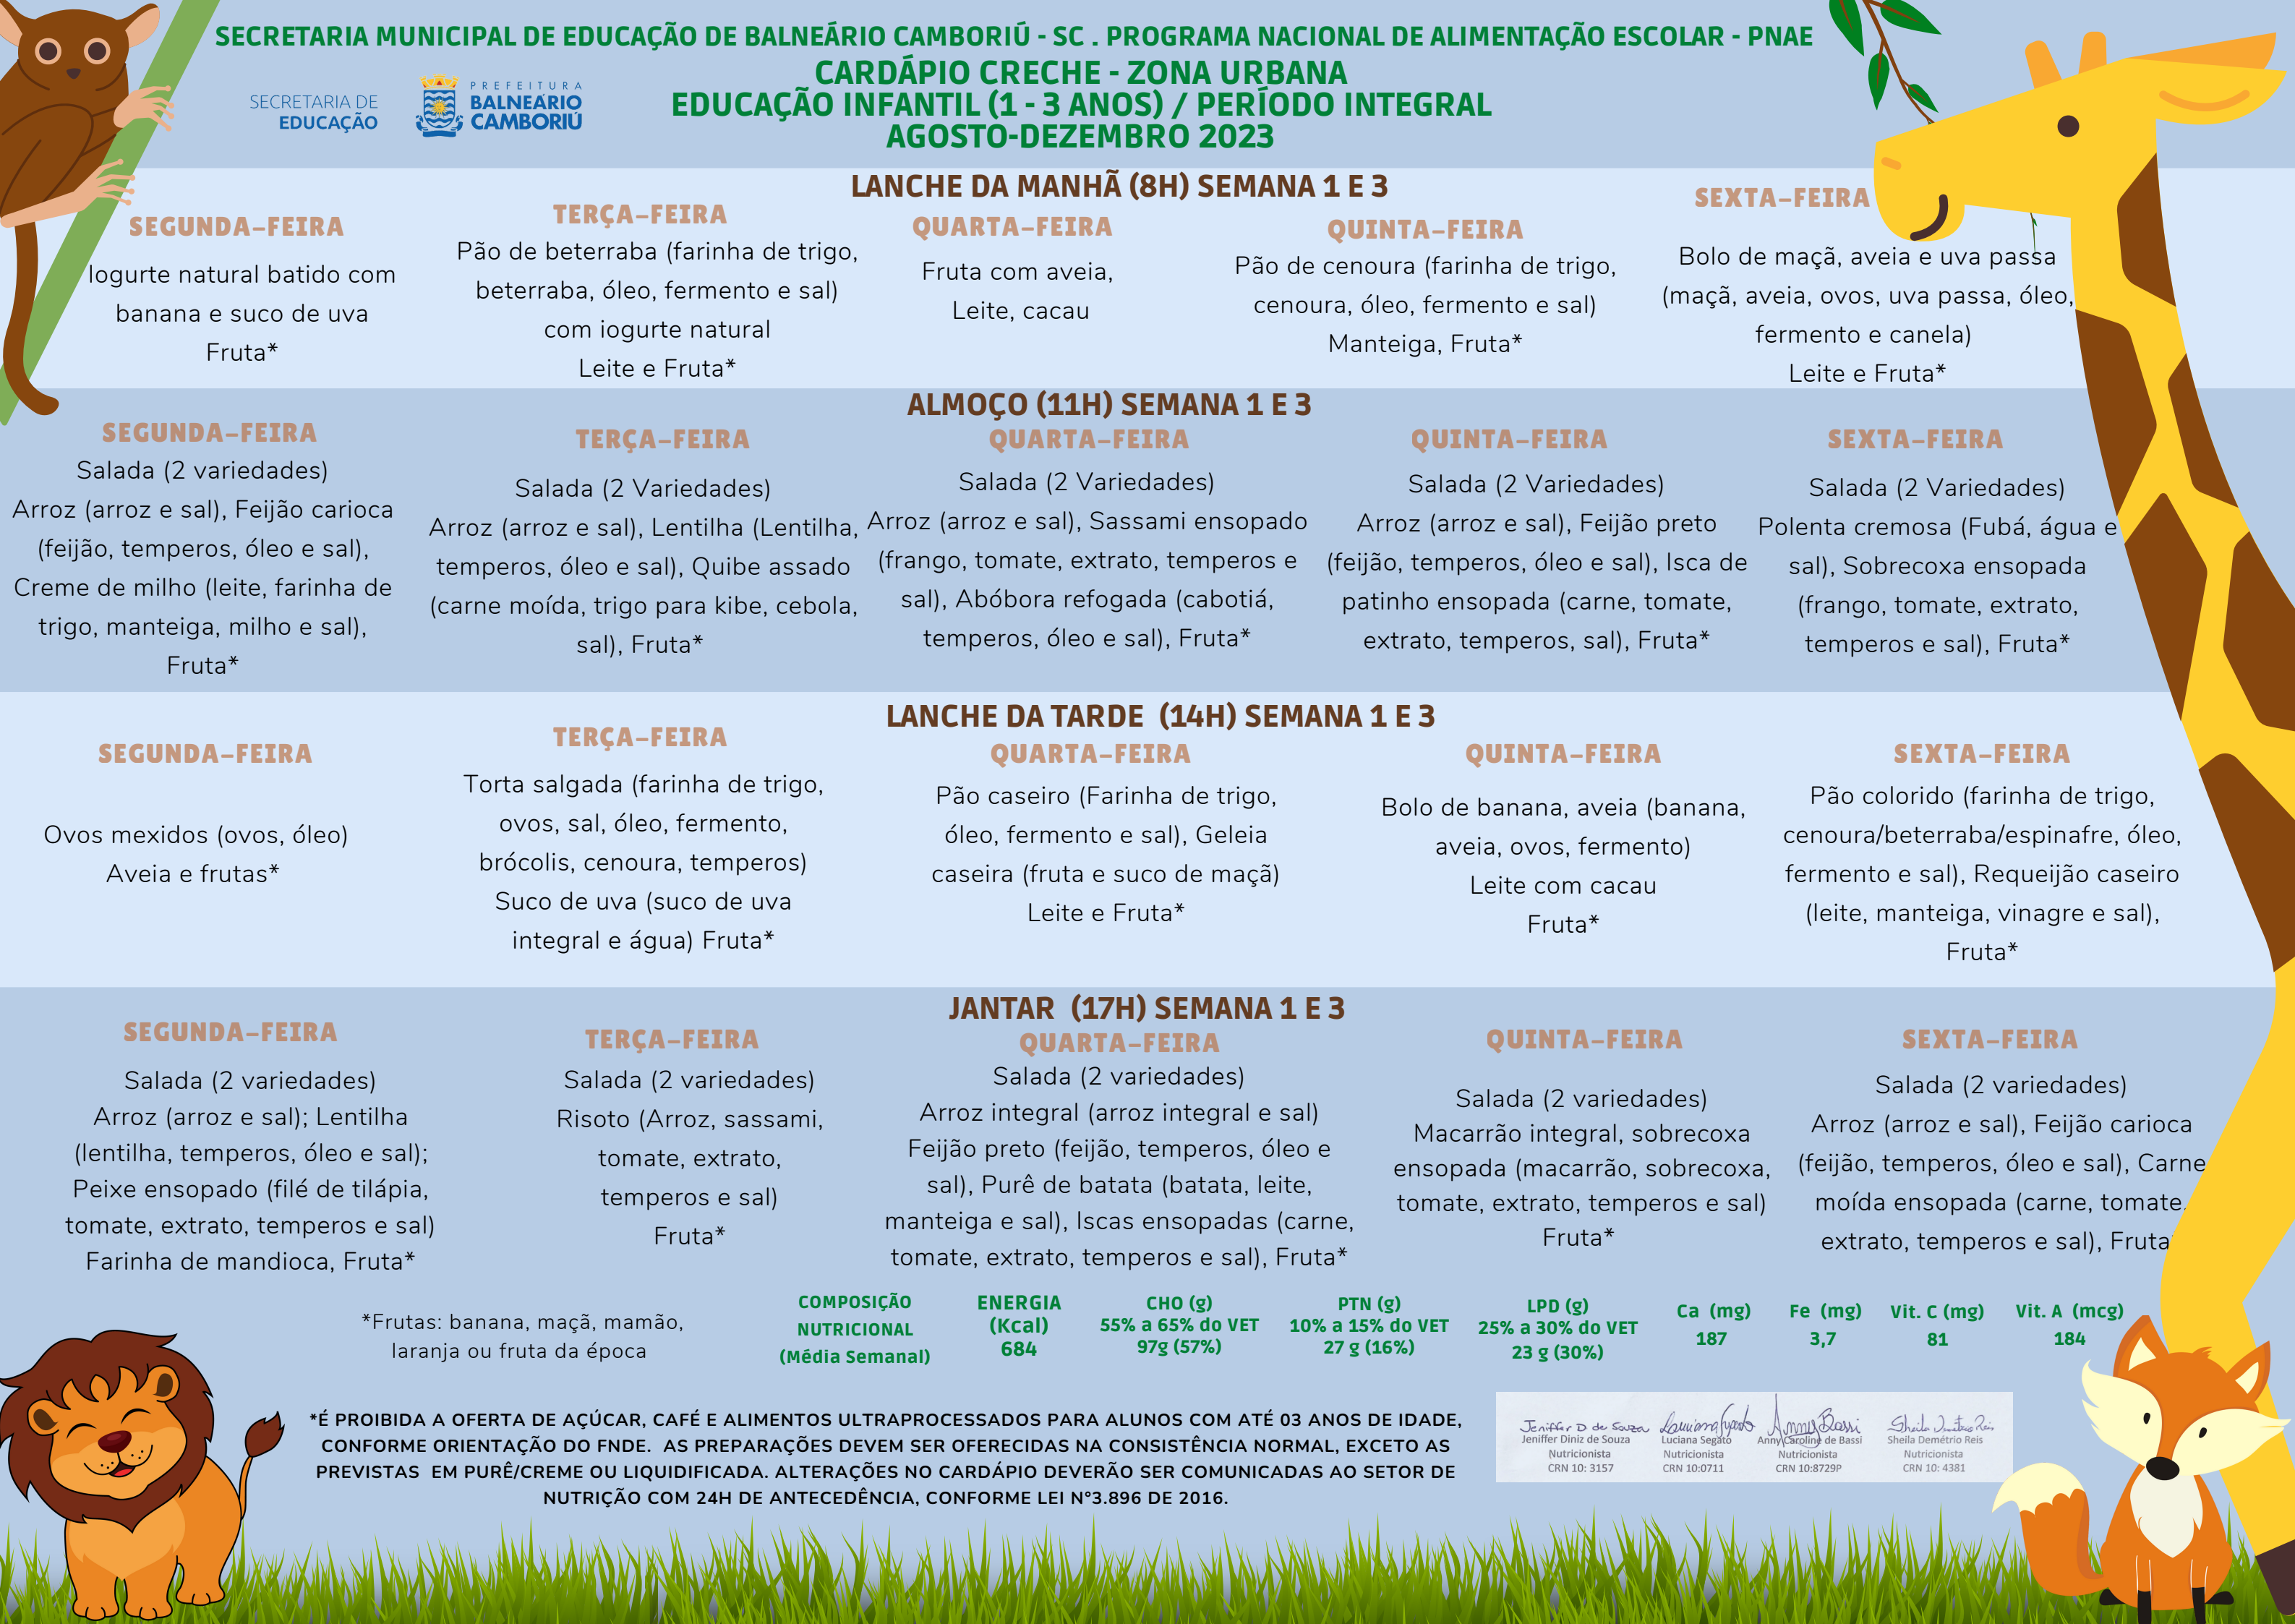 SECRETARIA MUNICIPAL DE EDUCAÇÃO DE BALNEÁRIO CAMBORIÚ - SC . PROGRAMA NACIONAL DE ALIMENTAÇÃO ESCOLAR - PNAE
CARDÁPIO CRECHE - ZONA URBANA
EDUCAÇÃO INFANTIL (1 - 3 ANOS) / PERÍODO INTEGRAL
AGOSTO-DEZEMBRO 2023
SECRETARIA DE
EDUCAÇÃO
PREFEITURA
BALNEÁRIO
CAMBORIÚ
LANCHE DA MANHÃ (8H) SEMANA 1 E 3
SEGUNDA-FEIRA
Iogurte natural batido com
banana e suco de uva
Fruta*
TERÇA-FEIRA
Pão de beterraba (farinha de trigo,
beterraba, óleo, fermento e sal)
com iogurte natural
Leite e Fruta*
QUARTA-FEIRA
Fruta com aveia,
Leite, cacau
QUINTA-FEIRA
Pão de cenoura (farinha de trigo,
cenoura, óleo, fermento e sal)
Manteiga, Fruta*
SEXTA-FEIRA
Bolo de maçã, aveia e uva passa
(maçã, aveia, ovos, uva passa, óleo,
fermento e canela)
Leite e Fruta*
ALMOÇO (11H) SEMANA 1 E 3
SEGUNDA-FEIRA
Salada (2 variedades)
Arroz (arroz e sal), Feijão carioca
(feijão, temperos, óleo e sal),
Creme de milho (leite, farinha de
trigo, manteiga, milho e sal),
Fruta*
TERÇA-FEIRA
Salada (2 Variedades)
Arroz (arroz e sal), Lentilha (Lentilha,
temperos, óleo e sal), Quibe assado
(carne moída, trigo para kibe, cebola,
sal), Fruta*
QUARTA-FEIRA
Salada (2 Variedades)
Arroz (arroz e sal), Sassami ensopado
(frango, tomate, extrato, temperos e
sal), Abóbora refogada (cabotiá,
temperos, óleo e sal), Fruta*
QUINTA-FEIRA
Salada (2 Variedades)
Arroz (arroz e sal), Feijão preto
(feijão, temperos, óleo e sal), Isca de
patinho ensopada (carne, tomate,
extrato, temperos, sal), Fruta*
SEXTA-FEIRA
Salada (2 Variedades)
Polenta cremosa (Fubá, água e
sal), Sobrecoxa ensopada
(frango, tomate, extrato,
temperos e sal), Fruta*
LANCHE DA TARDE (14H) SEMANA 1 E 3
SEGUNDA-FEIRA
Ovos mexidos (ovos, óleo)
Aveia e frutas*
TERÇA-FEIRA
Torta salgada (farinha de trigo,
ovos, sal, óleo, fermento,
brócolis, cenoura, temperos)
Suco de uva (suco de uva
integral e água) Fruta*
QUARTA-FEIRA
Pão caseiro (Farinha de trigo,
óleo, fermento e sal), Geleia
caseira (fruta e suco de maçã)
Leite e Fruta*
QUINTA-FEIRA
Bolo de banana, aveia (banana,
aveia, ovos, fermento)
Leite com cacau
Fruta*
SEXTA-FEIRA
Pão colorido (farinha de trigo,
cenoura/beterraba/espinafre, óleo,
fermento e sal), Requeijão caseiro
(leite, manteiga, vinagre e sal),
Fruta*
JANTAR (17H) SEMANA 1 E 3
SEGUNDA-FEIRA
Salada (2 variedades)
Arroz (arroz e sal); Lentilha
(lentilha, temperos, óleo e sal);
Peixe ensopado (filé de tilápia,
tomate, extrato, temperos e sal)
Farinha de mandioca, Fruta*
TERÇA-FEIRA
Salada (2 variedades)
Risoto (Arroz, sassami,
tomate, extrato,
temperos e sal)
Fruta*
QUARTA-FEIRA
Salada (2 variedades)
Arroz integral (arroz integral e sal)
Feijão preto (feijão, temperos, óleo e
sal), Purê de batata (batata, leite,
manteiga e sal), Iscas ensopadas (carne,
tomate, extrato, temperos e sal), Fruta*
QUINTA-FEIRA
Salada (2 variedades)
Macarrão integral, sobrecoxa
ensopada (macarrão, sobrecoxa,
tomate, extrato, temperos e sal)
Fruta*
SEXTA-FEIRA
Salada (2 variedades)
Arroz (arroz e sal), Feijão carioca
(feijão, temperos, óleo e sal), Carne
moída ensopada (carne, tomate,
extrato, temperos e sal), Fruta
*Frutas: banana, maçã, mamão,
laranja ou fruta da época
COMPOSIÇÃO
NUTRICIONAL
(Média Semanal)
ENERGIA
(Kcal)
684
CHO (g)
55% a 65% do VET
97g (57%)
PTN (g)
10% a 15% do VET
27 g (16%)
LPD (g)
25% a 30% do VET
23 g (30%)
Ca (mg)
187
Fe (mg)
3,7
Vit. C (mg)
81
Vit. A (mcg)
184
*É PROIBIDA A OFERTA DE AÇÚCAR, CAFÉ E ALIMENTOS ULTRAPROCESSADOS PARA ALUNOS COM ATÉ 03 ANOS DE IDADE,
CONFORME ORIENTAÇÃO DO FNDE. AS PREPARAÇÕES DEVEM SER OFERECIDAS NA CONSISTÊNCIA NORMAL, EXCETO AS
PREVISTAS EM PURÊ/CREME OU LIQUIDIFICADA. ALTERAÇÕES NO CARDÁPIO DEVERÃO SER COMUNICADAS AO SETOR DE
NUTRIÇÃO COM 24H DE ANTECEDÊNCIA, CONFORME LEI N°3.896 DE 2016.
Jeniffer D de Souza
Jeniffer Diniz de Souza
Nutricionista
CRN 10: 3157
Luciana Segato
Nutricionista
CRN 10:0711
Anny Bassi
Anny Caroline de Bassi
Nutricionista
CRN 10:8729P
Sheila Demétrio Reis
Nutricionista
CRN 10: 4381